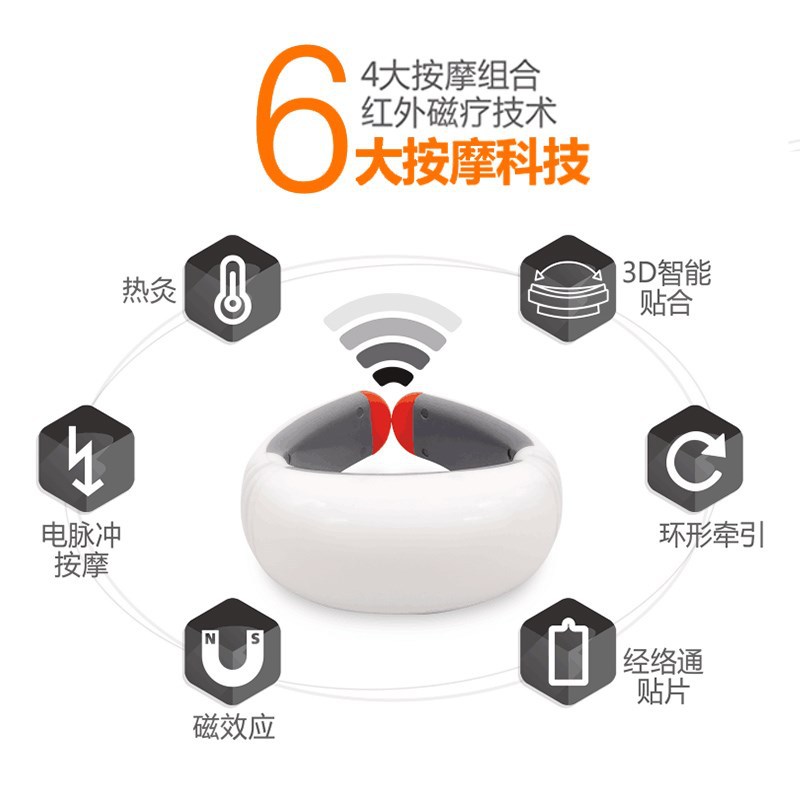 6
4大按摩组合
红外磁疗技术
大按摩科技
热灸
3D智能
贴合
电脉冲
按摩
环形牵引
N S
磁效应
经络通
贴片